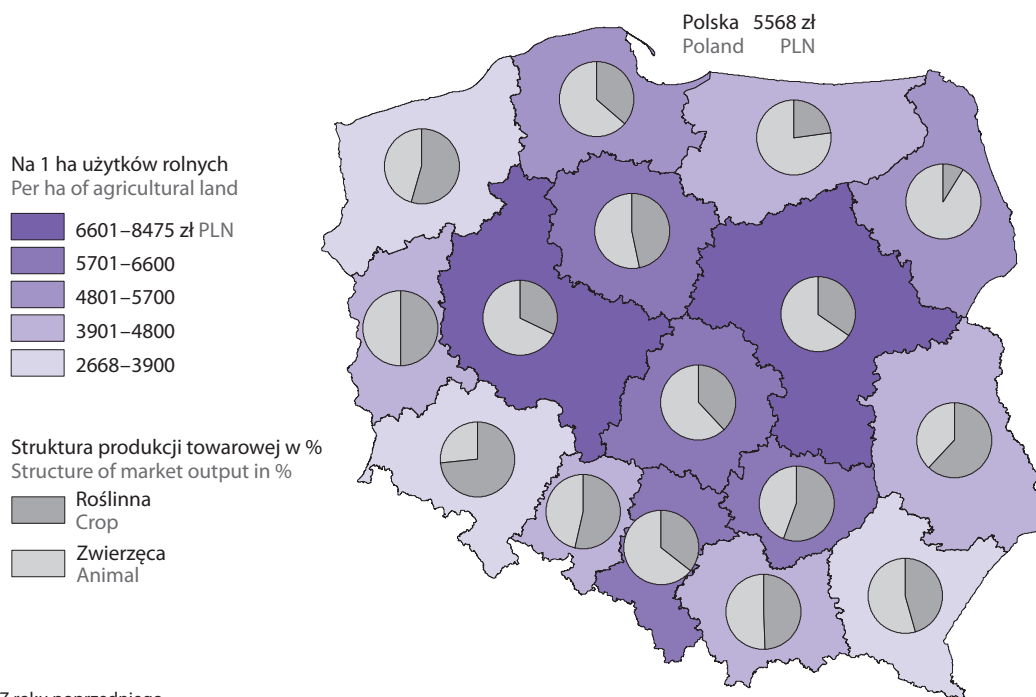 Polska 5568 zł
Poland PLN
Na 1 ha użytków rolnych
Per ha of agricultural land
6601–8475 zł PLN
5701–6600
4801–5700
3901–4800
2668–3900
Struktura produkcji towarowej w %
Structure of market output in %
Roślinna
Crop
Zwierzęca
Animal
Z roku poprzedniego